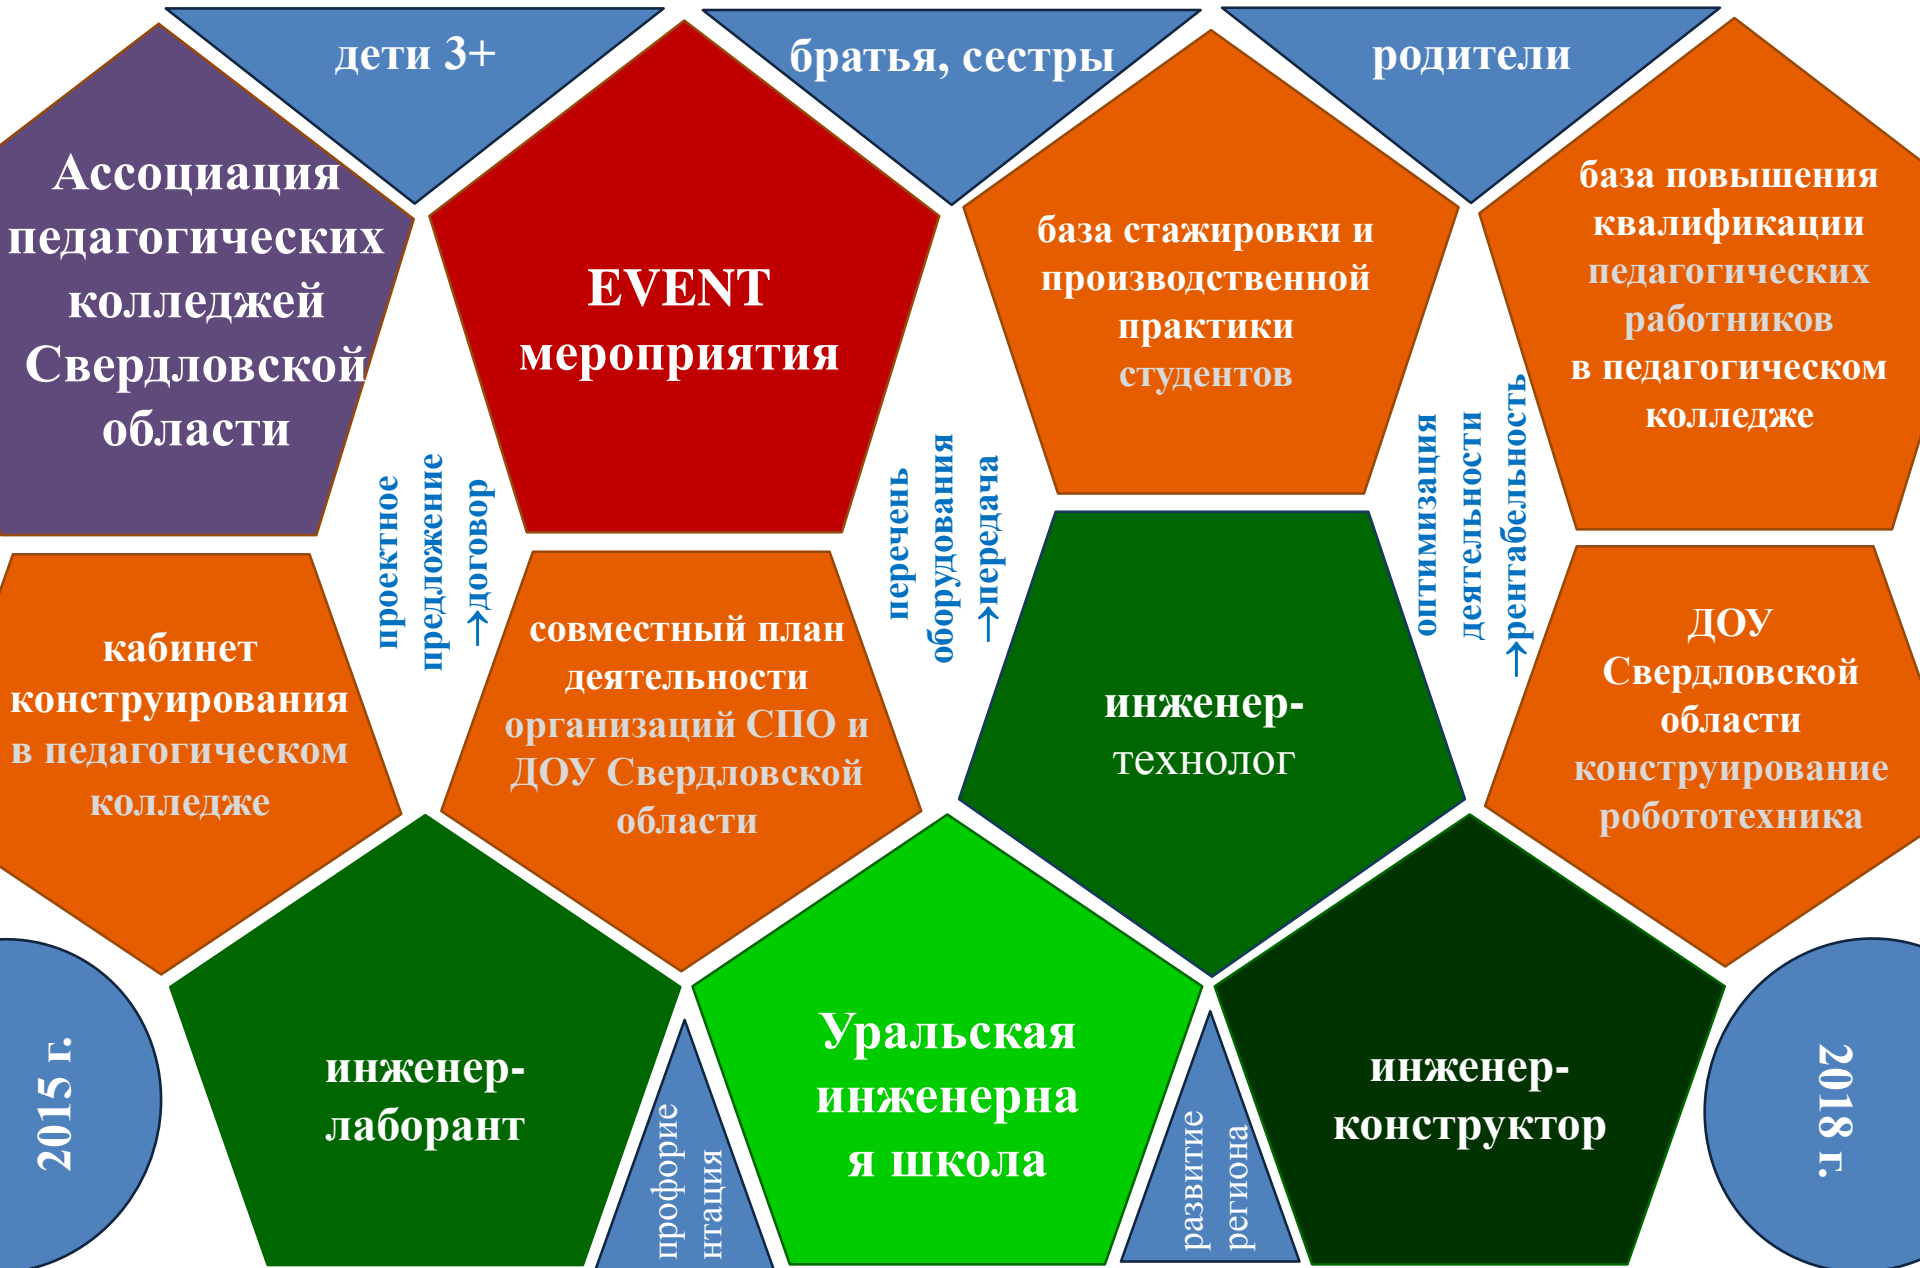 дети 3+
братья, сестры
родители
Ассоциация
педагогических
колледжей
Свердловской
области
EVENT
мероприятия
база стажировки и
производственной
практики
студентов
база повышения
квалификации
педагогических
работников
в педагогическом
колледже
проектное
предложение
→договор
перечень
оборудования
→передача
оптимизация
деятельности
→рентабельность
кабинет
конструирования
в педагогическом
колледже
совместный план
деятельности
организаций СПО и
ДОУ Свердловской
области
инженер-
технолог
ДОУ
Свердловской
области
конструирование
робототехника
2015 г.
инженер-
лаборант
профорие
нтация
Уральская
инженерна
я школа
развитие
региона
инженер-
конструктор
2018 г.